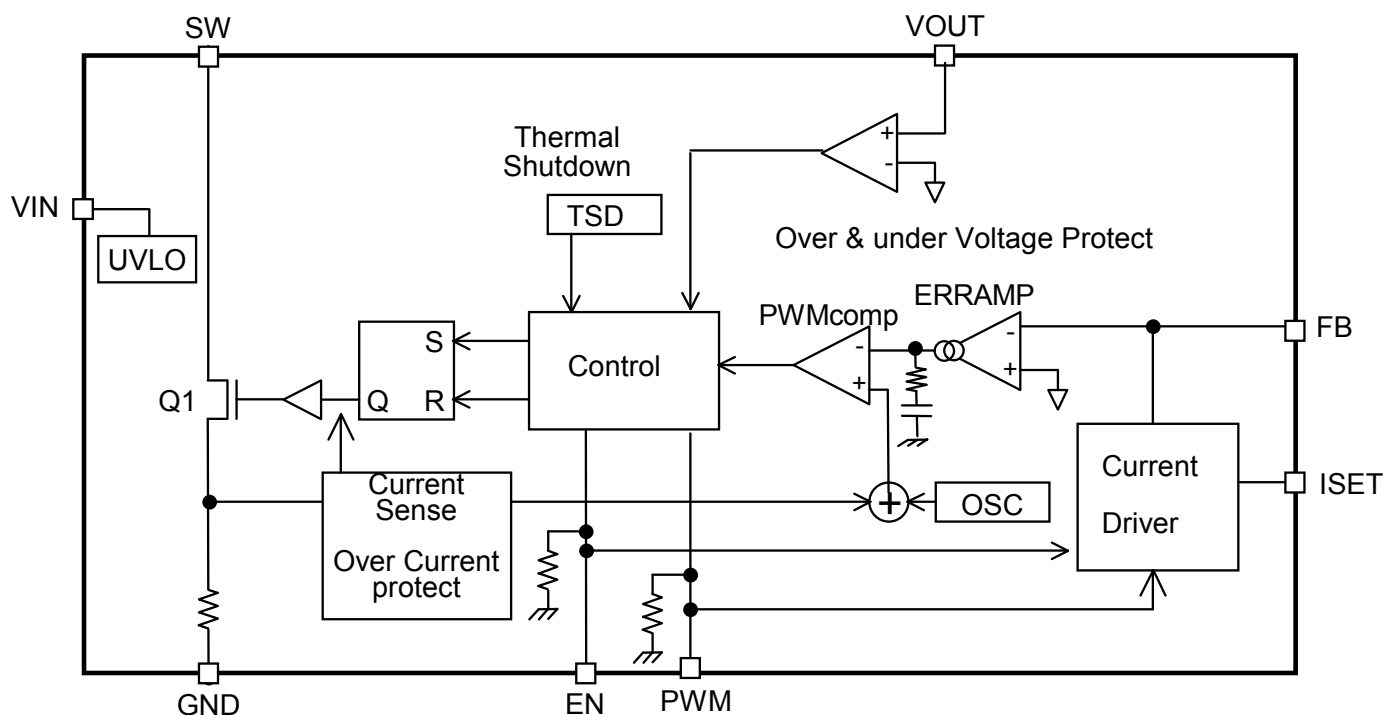 SW
VOUT
Thermal
Shutdown
+
-
VIN
TSD
UVLO
Over & under Voltage Protect
ERRAMP
PWMcomp
FB
S
Control
-
-
+
+
Q1
Q
R
Current
Driver
ISET
Current
Sense
+
OSC
Over Current
protect
GND
EN
PWM